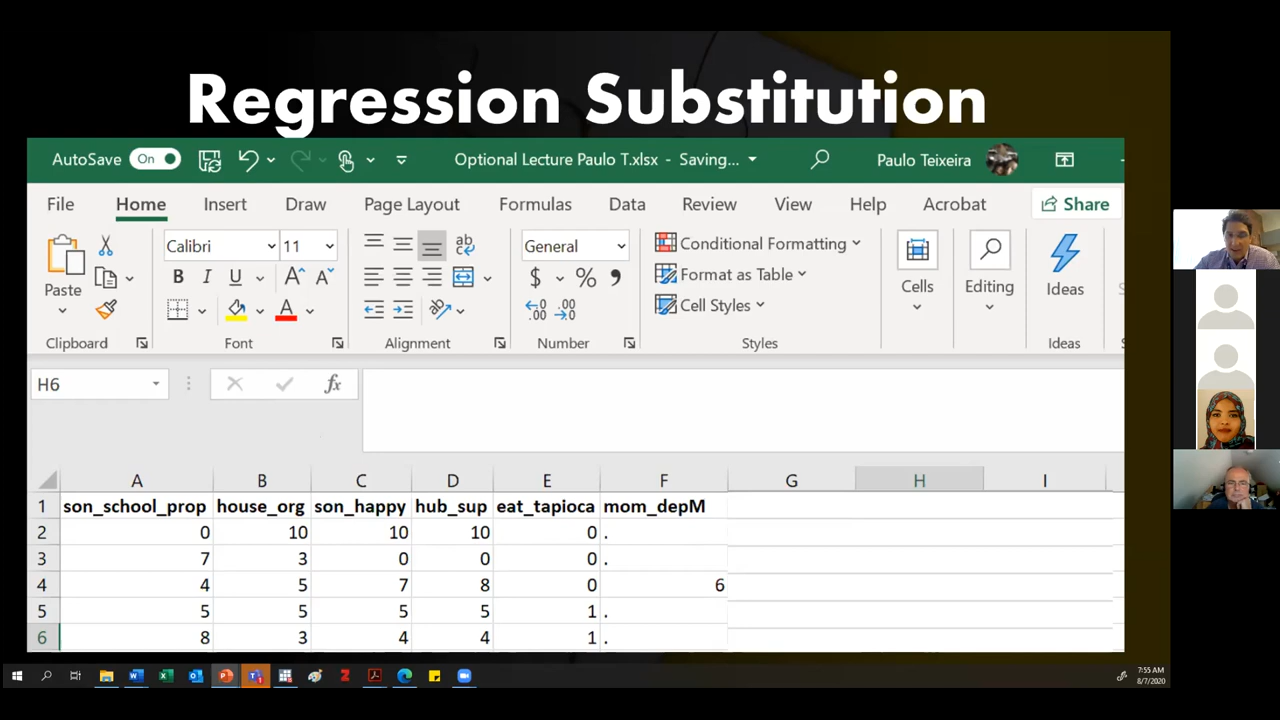 Regression Substitution
AutoSave On Optional Lecture Paulo T.xlsx - Saving... Paulo Teixeira
File Home Insert Draw Page Layout Formulas Data Review View Help Acrobat Share
Calibri 11 ab General Conditional Formatting
Paste B I U A A $ % , Format as Table Cells Editing Ideas
A .00 .00 Cell Styles
Clipboard Font Alignment Number Styles Ideas
H6 fx
A B C D E F G H I
1 son_school_prop house_org son_happy hub_sup eat_tapioca mom_depM
2 0 10 10 10 0 .
3 7 3 0 0 0 .
4 4 5 7 8 0 6
5 5 5 5 5 1 .
6 8 3 4 4 1 .
7:55 AM
8/7/2020